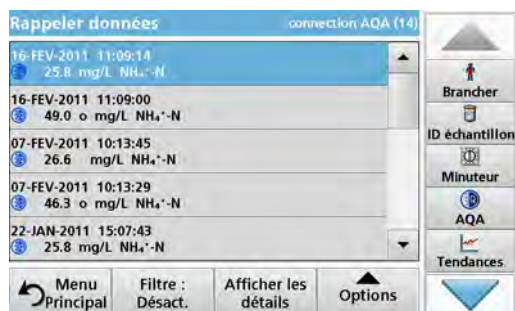 Rappeler données connection AQA (14)
16-FEV-2011 11:09:14
25.8 mg/L NH₄⁺-N
16-FEV-2011 11:09:00
49.0 o mg/L NH₄⁺-N
07-FEV-2011 10:13:45
26.6 mg/L NH₄⁺-N
07-FEV-2011 10:13:29
46.3 o mg/L NH₄⁺-N
22-JAN-2011 15:07:43
25.8 mg/L NH₄⁺-N
Menu
Principal
Filtre :
Désact.
Afficher les
détails
Options
Brancher
ID échantillon
Minuteur
AQA
Tendances